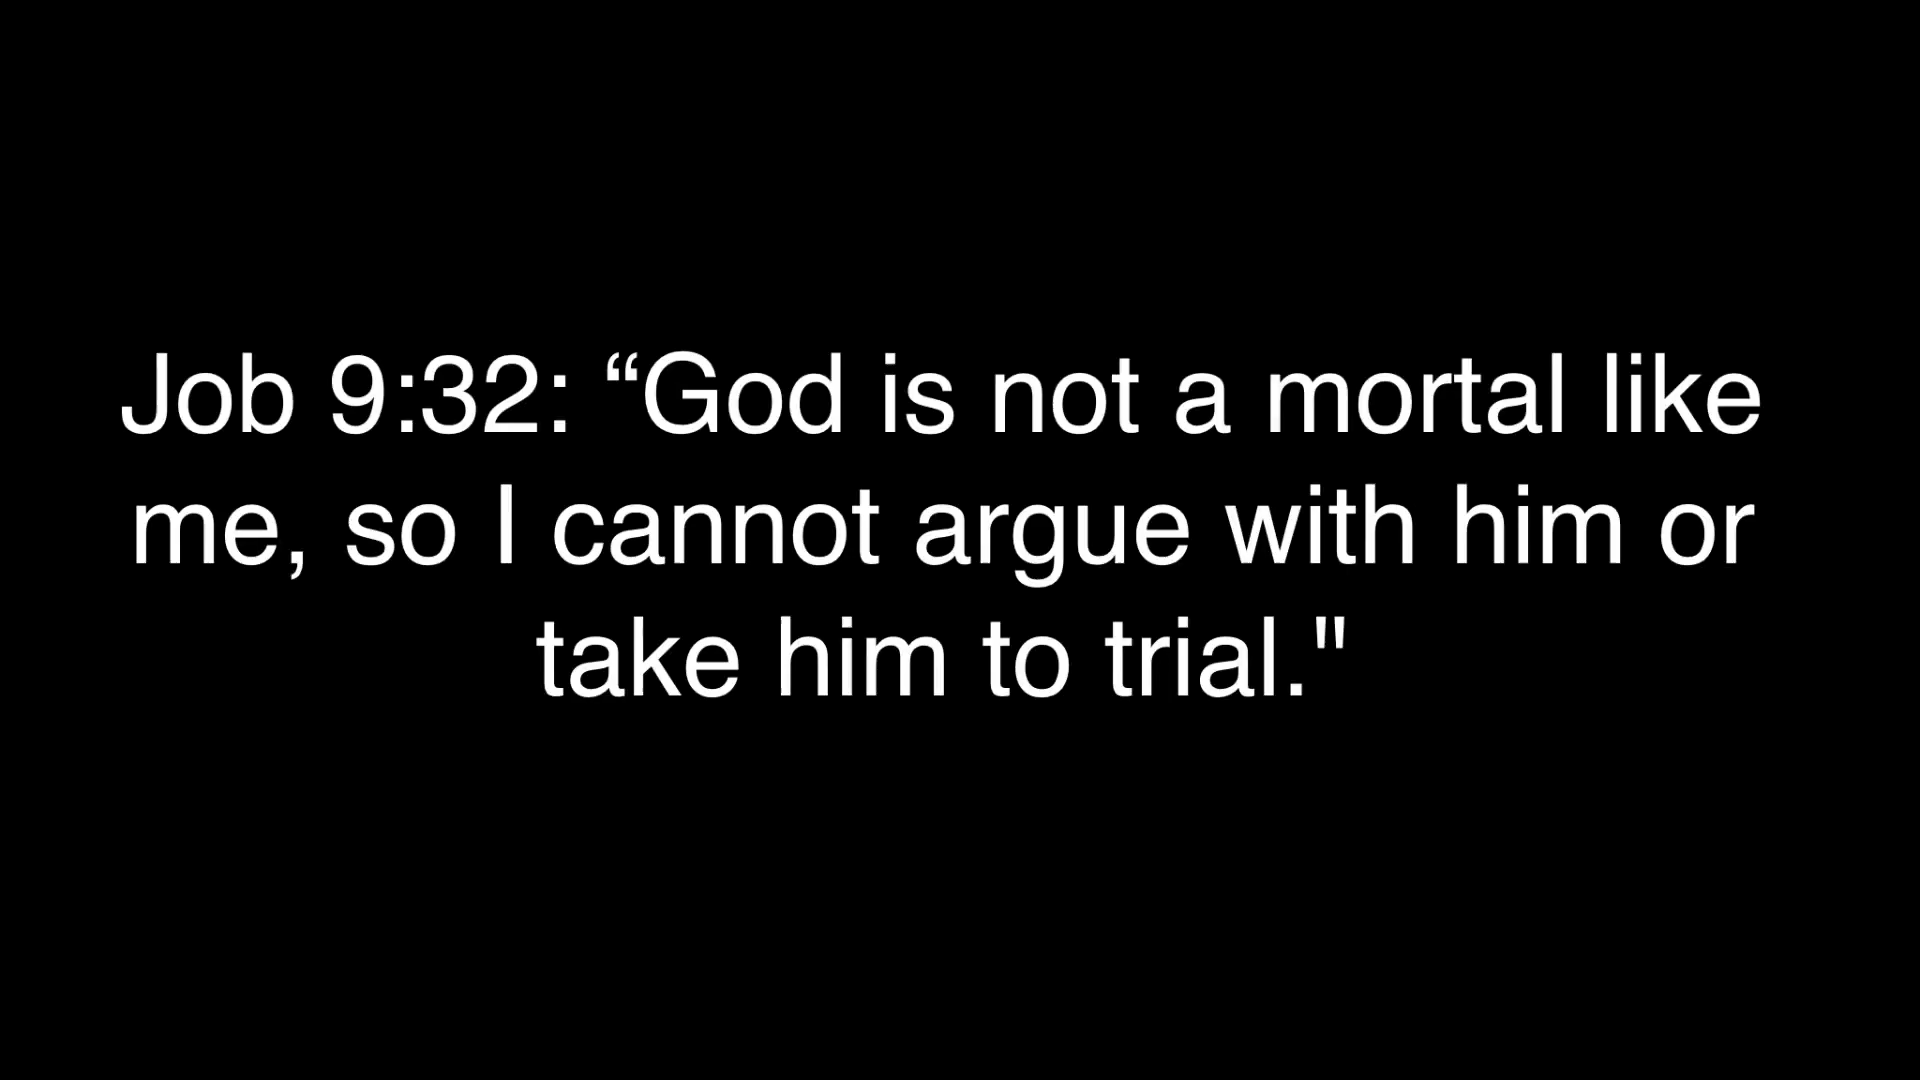 Job 9:32: “God is not a mortal like
me, so I cannot argue with him or
take him to trial."